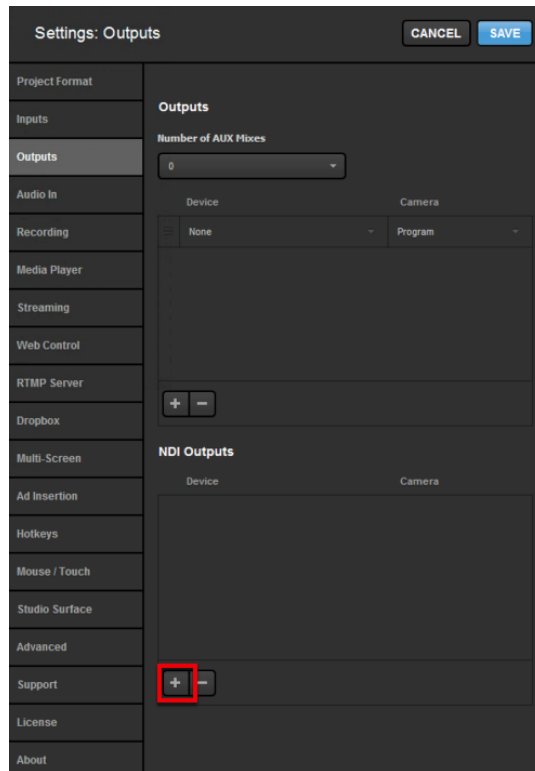 Settings: Outputs
CANCEL
SAVE
Project Format
Inputs
Outputs
Audio In
Recording
Media Player
Streaming
Web Control
RTMP Server
Dropbox
Multi-Screen
Ad Insertion
Hotkeys
Mouse / Touch
Studio Surface
Advanced
Support
License
About
Outputs
Number of AUX Mixes
0
Device Camera
None Program
+ −
NDI Outputs
Device Camera
+ −